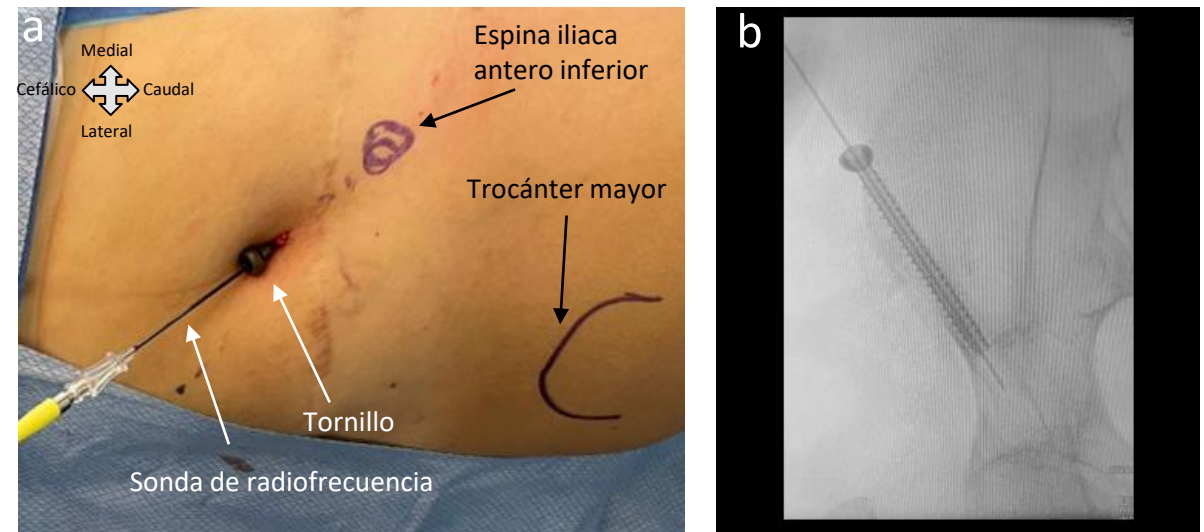 a
Medial
Cefálico
Caudal
Lateral
Espina iliaca
antero inferior
Trocánter mayor
Tornillo
Sonda de radiofrecuencia
b